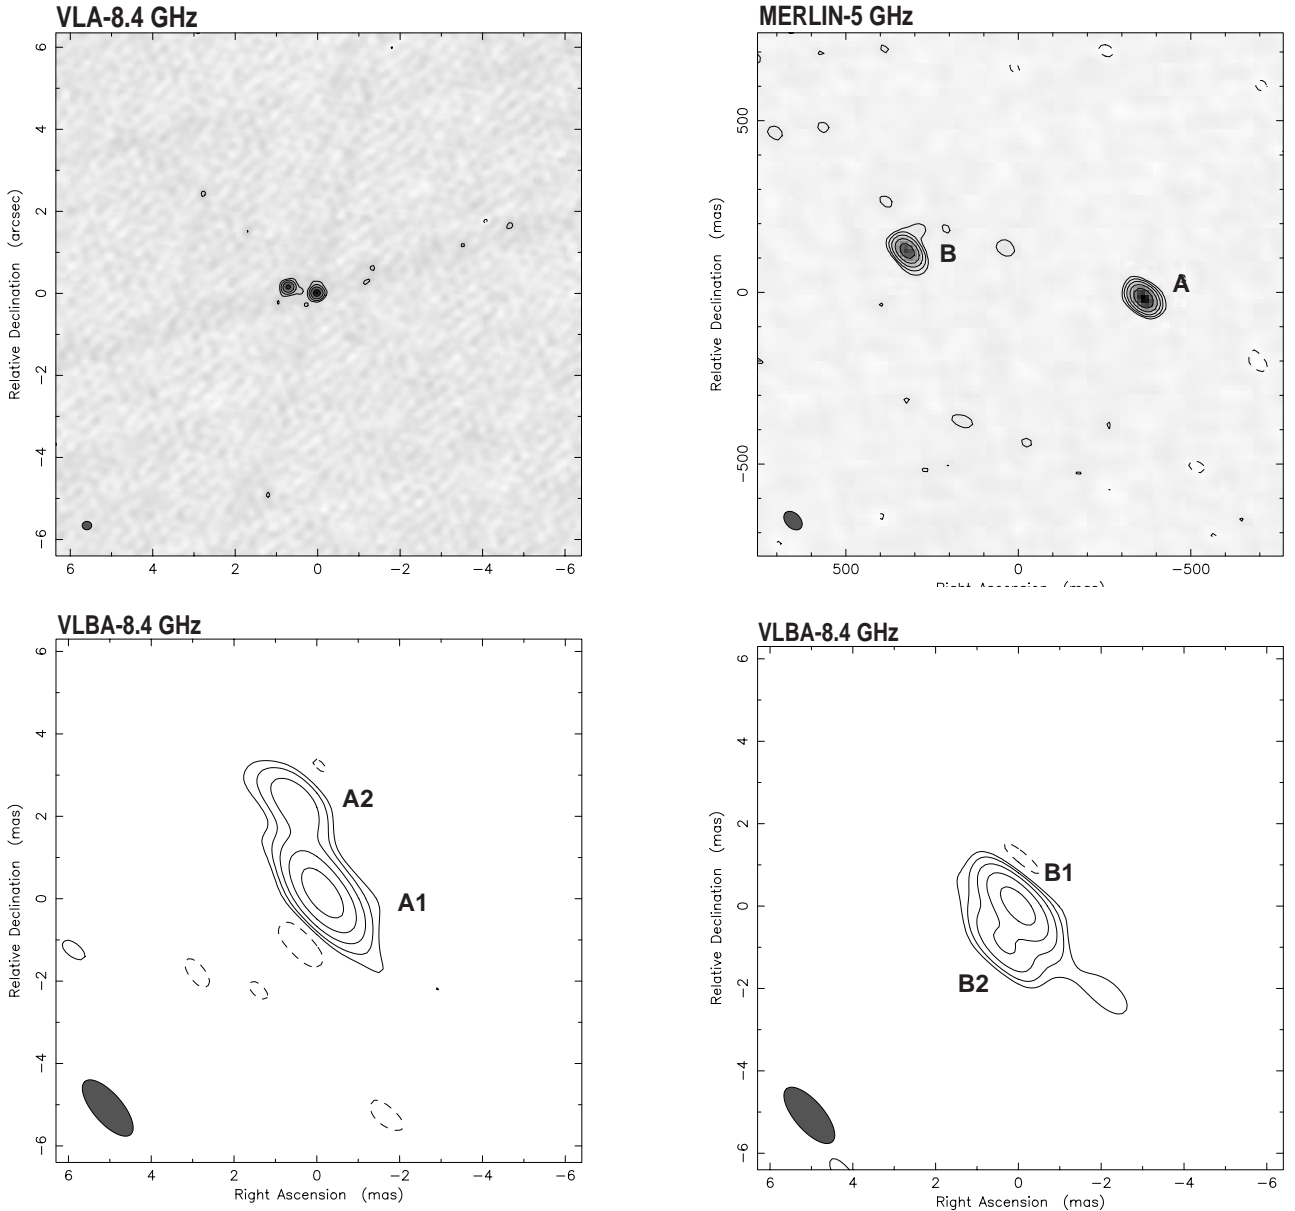 VLA-8.4 GHz
6
4
2
0
−2
−4
−6
Relative Declination (arcsec)
6
4
2
0
−2
−4
−6
MERLIN-5 GHz
500
0
−500
Relative Declination (mas)
B
A
500
0
−500
Right Ascension (mas)
VLBA-8.4 GHz
6
4
2
0
−2
−4
−6
Relative Declination (mas)
A2
A1
6
4
2
0
−2
−4
−6
Right Ascension (mas)
VLBA-8.4 GHz
6
4
2
0
−2
−4
−6
Relative Declination (mas)
B1
B2
6
4
2
0
−2
−4
−6
Right Ascension (mas)